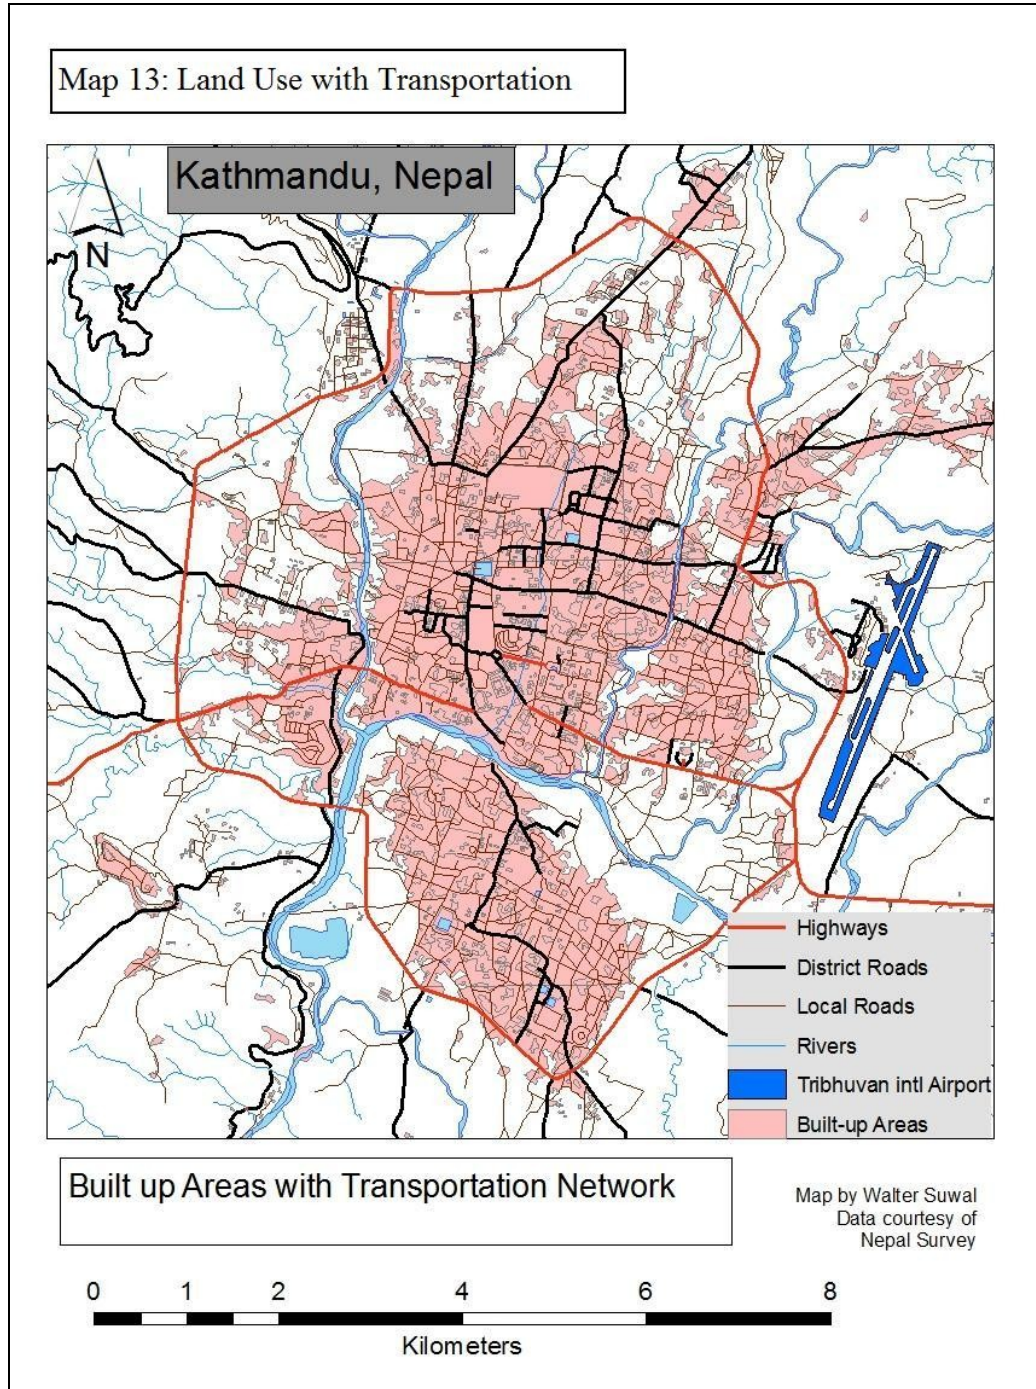 Map 13: Land Use with Transportation
Kathmandu, Nepal
N
Highways
District Roads
Local Roads
Rivers
Tribhuvan intl Airport
Built-up Areas
Built up Areas with Transportation Network
Map by Walter Suwal
Data courtesy of
Nepal Survey
0 1 2 4 6 8
Kilometers